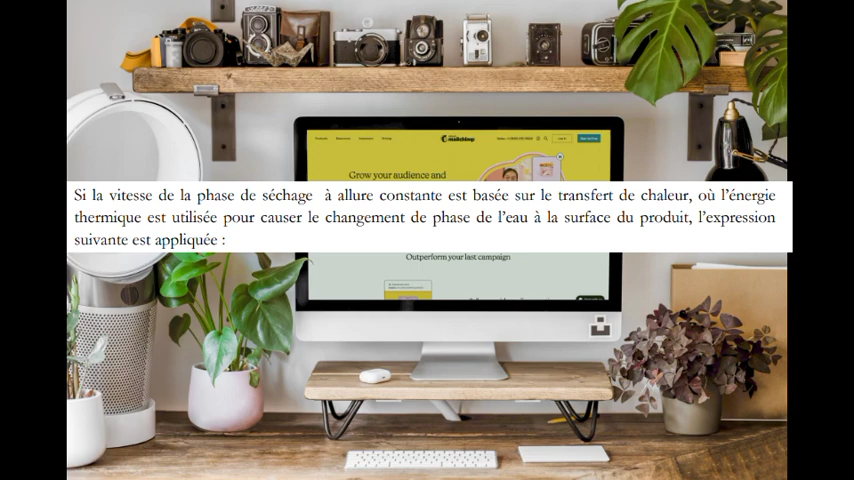 mailchimp
Grow your audience and
Si la vitesse de la phase de séchage à allure constante est basée sur le transfert de chaleur, où l'énergie
thermique est utilisée pour causer le changement de phase de l'eau à la surface du produit, l'expression
suivante est appliquée :
Outperform your last campaign